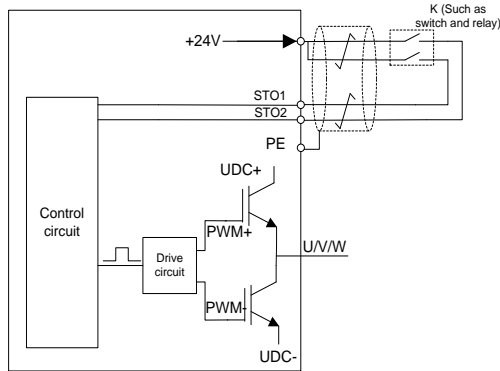 K (Such as
switch and relay)
+24V
STO1
STO2
PE
UDC+
Control
circuit
PWM+
Drive
circuit
U/V/W
PWM-
UDC-